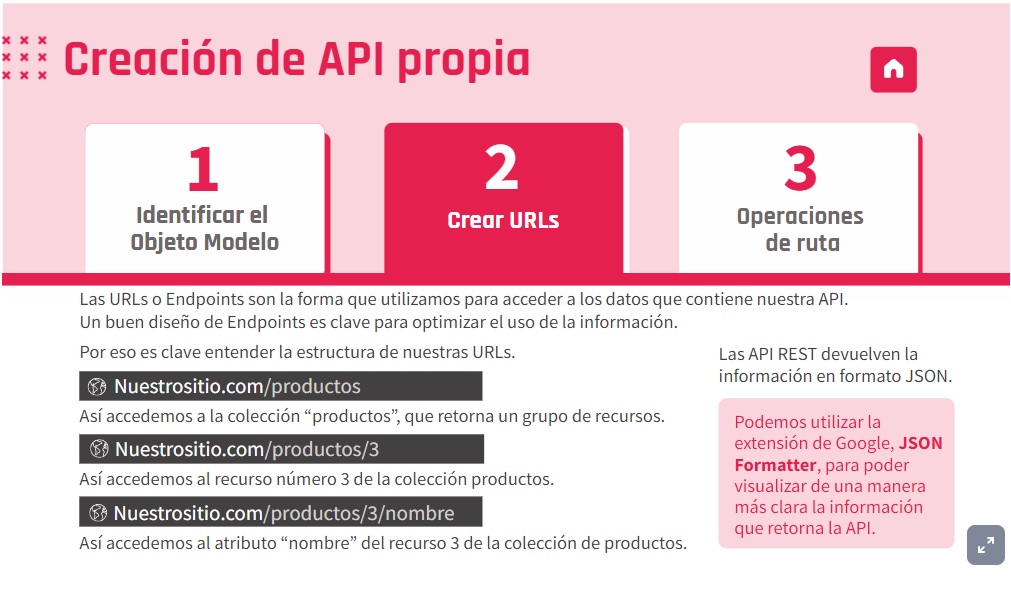 Creación de API propia
1
Identificar el
Objeto Modelo
2
Crear URLs
3
Operaciones
de ruta
Las URLs o Endpoints son la forma que utilizamos para acceder a los datos que contiene nuestra API.
Un buen diseño de Endpoints es clave para optimizar el uso de la información.
Por eso es clave entender la estructura de nuestras URLs.
Nuestrositio.com/productos
Así accedemos a la colección “productos”, que retorna un grupo de recursos.
Nuestrositio.com/productos/3
Así accedemos al recurso número 3 de la colección productos.
Nuestrositio.com/productos/3/nombre
Así accedemos al atributo “nombre” del recurso 3 de la colección de productos.
Las API REST devuelven la
información en formato JSON.
Podemos utilizar la
extensión de Google, JSON
Formatter, para poder
visualizar de una manera
más clara la información
que retorna la API.